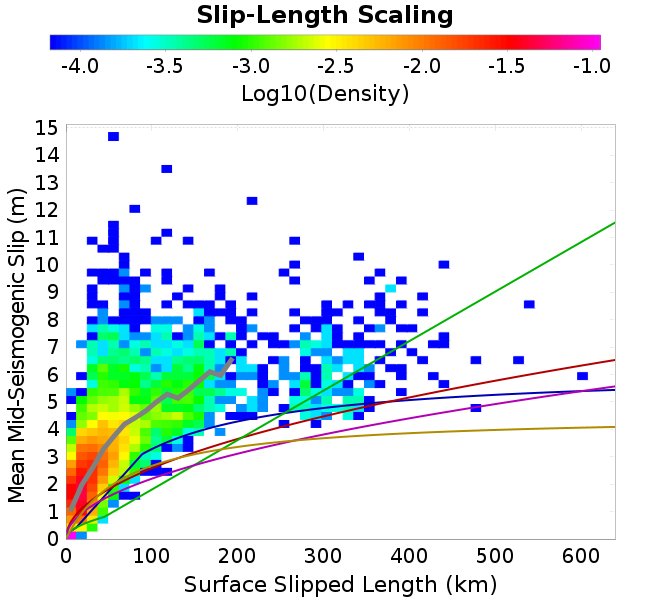 Slip-Length Scaling
-4.0 -3.5 -3.0 -2.5 -2.0 -1.5 -1.0
Log10(Density)
Mean Mid-Seismogenic Slip (m)
15
14
13
12
11
10
9
8
7
6
5
4
3
2
1
0
0 100 200 300 400 500 600
Surface Slipped Length (km)